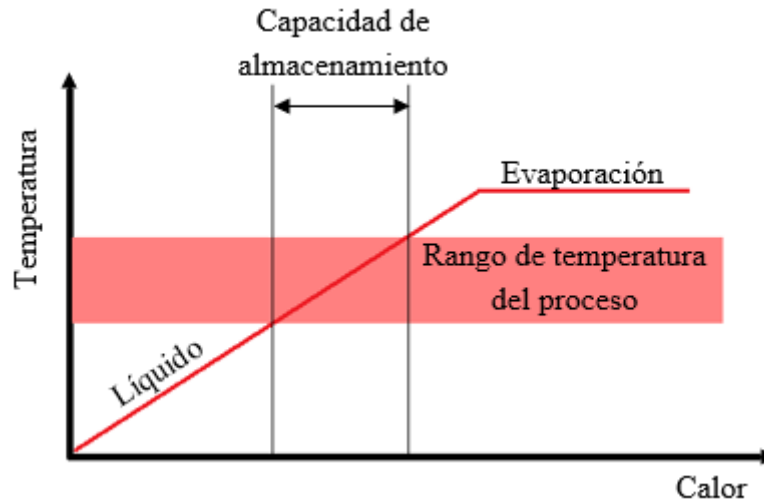 Capacidad de
almacenamiento
Temperatura
Evaporación
Rango de temperatura
del proceso
Líquido
Calor